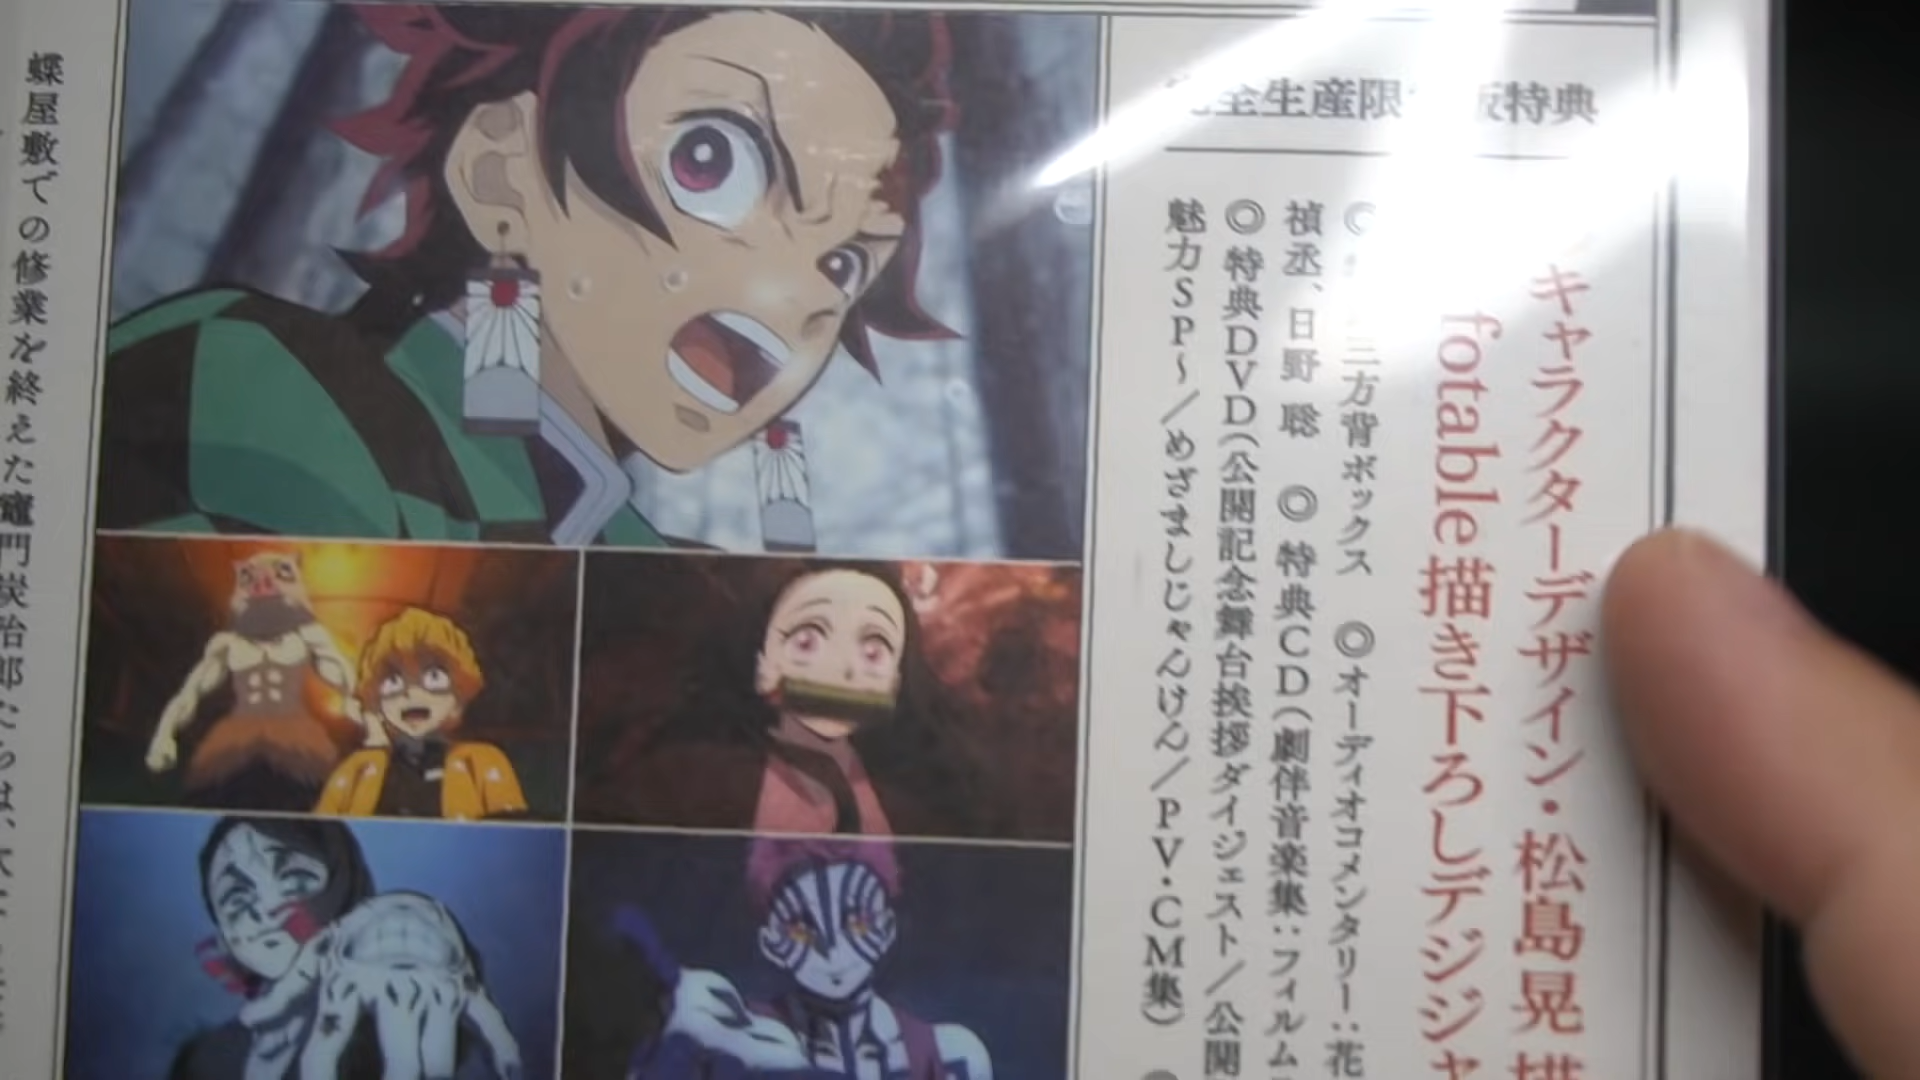 全生産限 版特典
キャラクターデザイン・松島晃
fotable描き下ろしデジジャ
三方背ボックス ◎オーディオコメンタリー：花
禎丞、日野 聡 ◎特典CD（劇伴音楽集：フィルム
◎特典DVD（公開記念舞台挨拶ダイジェスト／公開
魅力SP～／めざましじゃんけん／PV・CM集）
蝶屋敷での修業を終えた竈門炭治郎たちは、